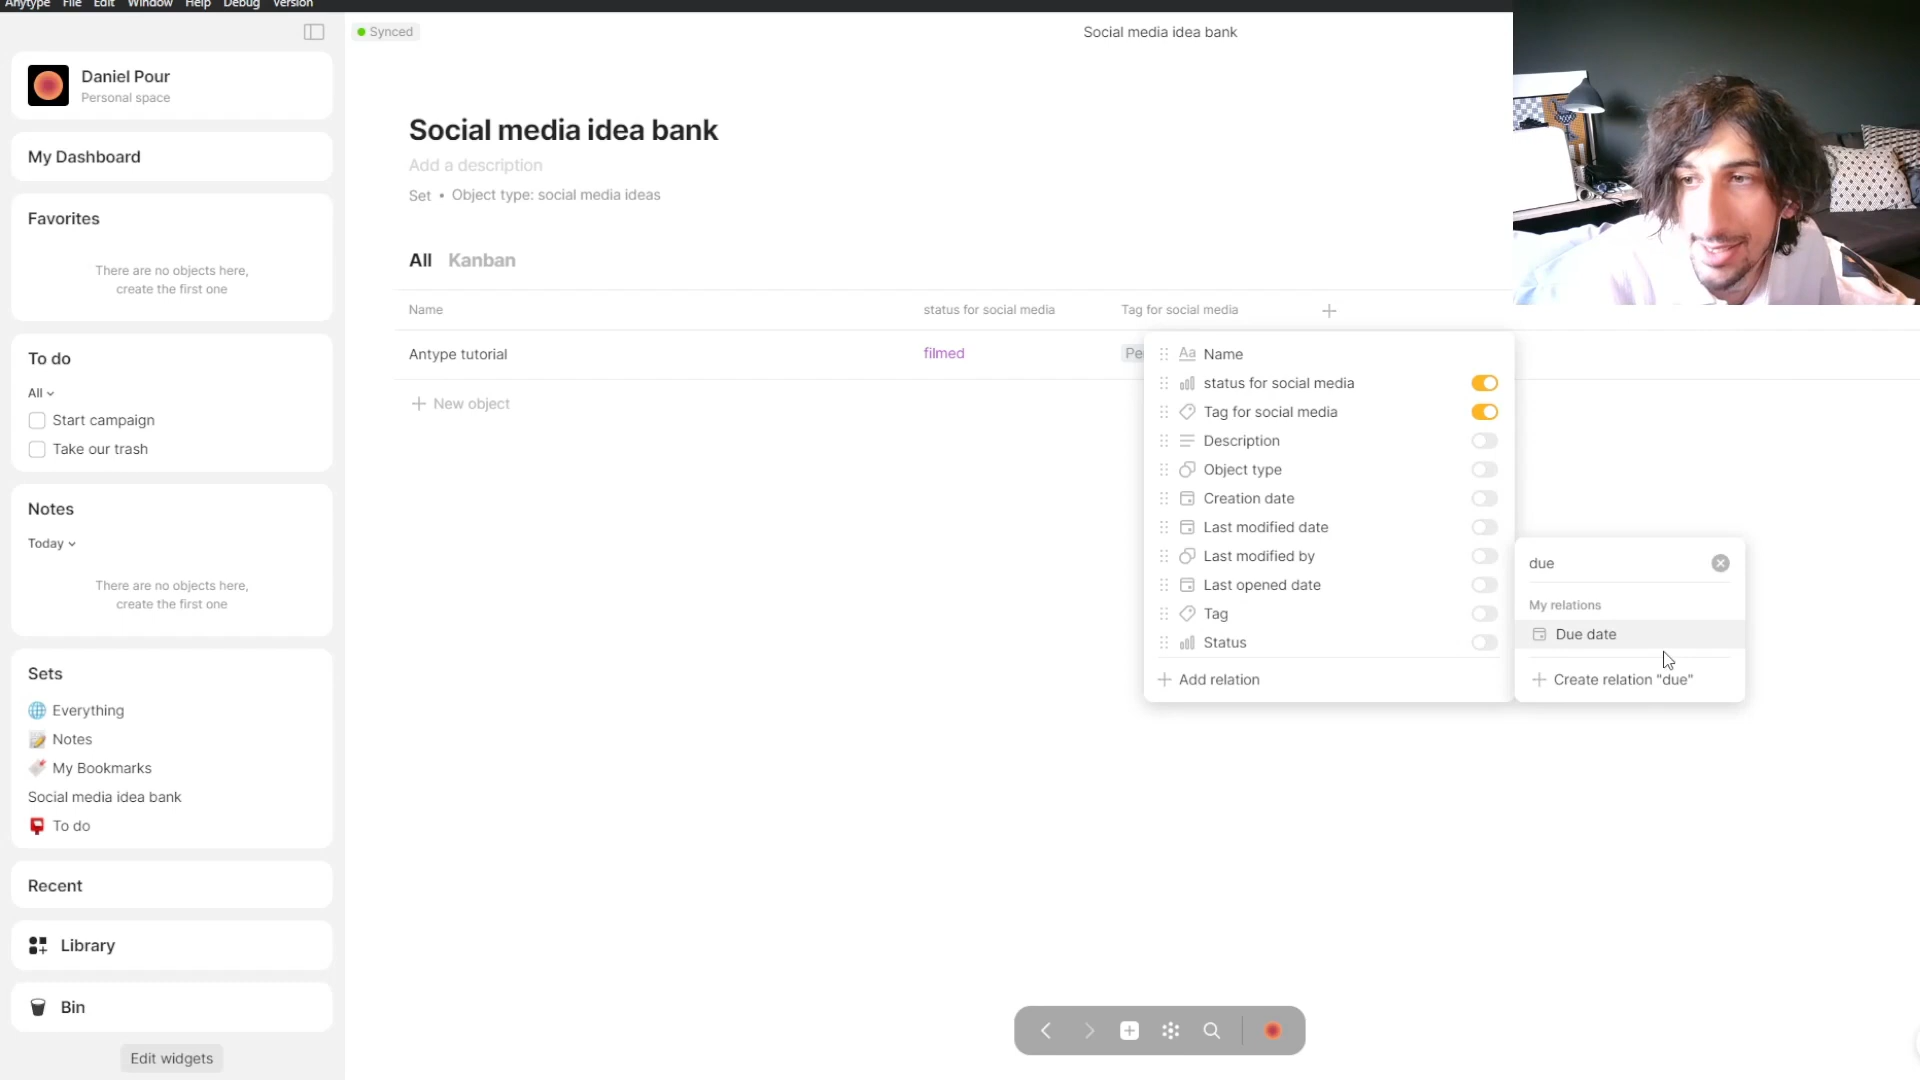 Anytype File Edit Window Help Debug Version
Synced
Social media idea bank
Daniel Pour
Personal space
My Dashboard
Favorites
There are no objects here,
create the first one
To do
All
Start campaign
Take our trash
Notes
Today
There are no objects here,
create the first one
Sets
Everything
Notes
My Bookmarks
Social media idea bank
To do
Recent
Library
Bin
Edit widgets
Social media idea bank
Add a description
Set • Object type: social media ideas
All Kanban
Name status for social media Tag for social media
Antype tutorial filmed
New object
Aa Name
status for social media
Tag for social media
Description
Object type
Creation date
Last modified date
Last modified by
Last opened date
Tag
Status
Add relation
due
My relations
Due date
Create relation "due"